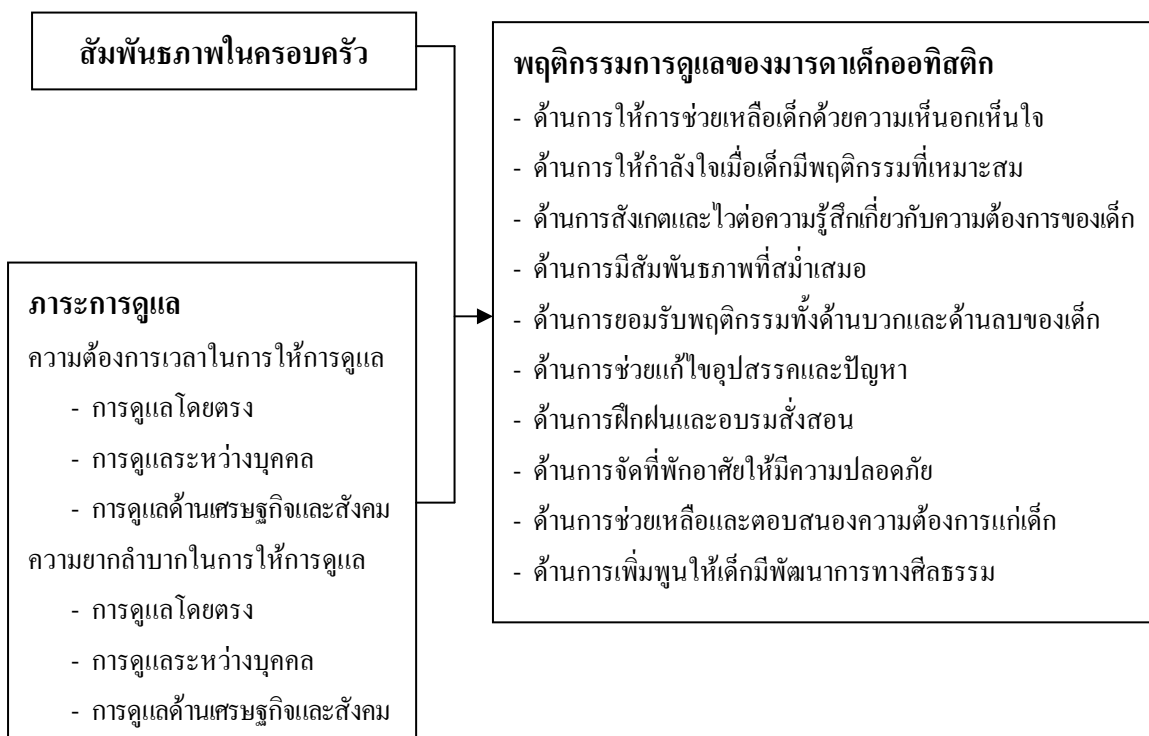 สัมพันธภาพในครอบครัว
พฤติกรรมการดูแลของมารดาเด็กออทิสติก
- ด้านการให้การช่วยเหลือเด็กด้วยความเห็นอกเห็นใจ
- ด้านการให้กำลังใจเมื่อเด็กมีพฤติกรรมที่เหมาะสม
- ด้านการสังเกตและไวต่อความรู้สึกเกี่ยวกับความต้องการของเด็ก
- ด้านการมีสัมพันธภาพที่สม่ำเสมอ
- ด้านการยอมรับพฤติกรรมทั้งด้านบวกและด้านลบของเด็ก
- ด้านการช่วยแก้ไขอุปสรรคและปัญหา
- ด้านการฝึกฝนและอบรมสั่งสอน
- ด้านการจัดที่พักอาศัยให้มีความปลอดภัย
- ด้านการช่วยเหลือและตอบสนองความต้องการแก่เด็ก
- ด้านการเพิ่มพูนให้เด็กมีพัฒนาการทางศีลธรรม
ภาระการดูแล
ความต้องการเวลาในการให้การดูแล
- การดูแลโดยตรง
- การดูแลระหว่างบุคคล
- การดูแลด้านเศรษฐกิจและสังคม
ความยากลำบากในการให้การดูแล
- การดูแลโดยตรง
- การดูแลระหว่างบุคคล
- การดูแลด้านเศรษฐกิจและสังคม